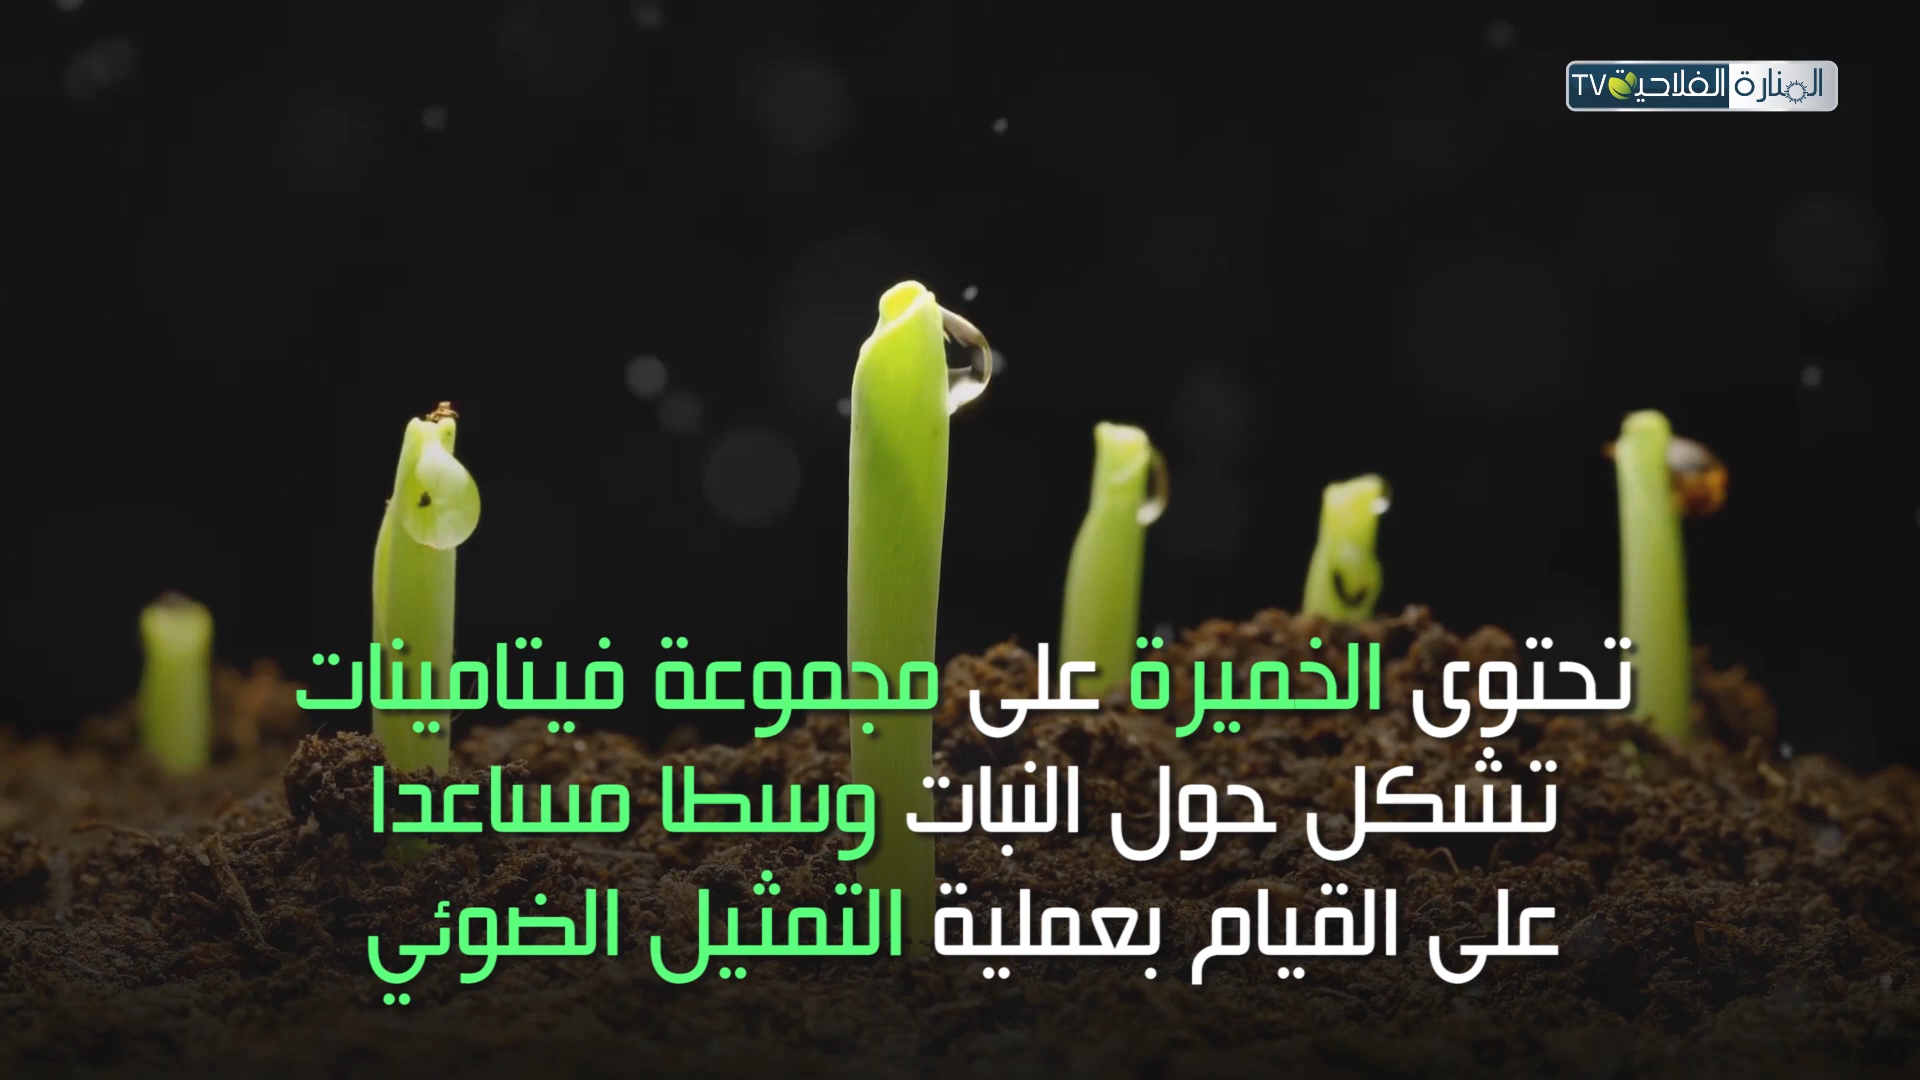 المنارة الفلاحية TV
تحتوى الخميرة على مجموعة فيتامينات
تشكل حول النبات وسطا مساعدا
على القيام بعملية التمثيل الضوئي